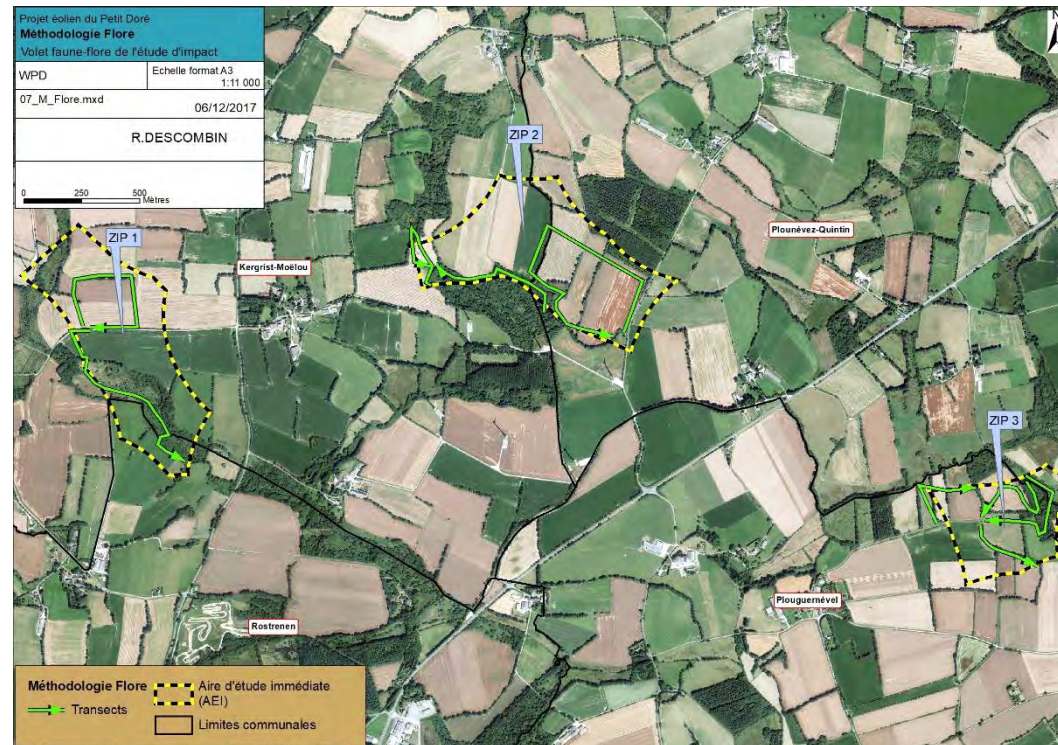 Projet éolien du Petit Doré
Méthodologie Flore
Volet faune-flore de l'étude d'impact
WPD
Echelle format A3
1:11 000
07_M_Flore.mxd
06/12/2017
R.DESCOMBIN
0 250 500
Mètres
N
ZIP 2
ZIP 1
Kergrist-Moëlou
Plounévez-Quintin
ZIP 3
Plouguernével
Rostrenen
Méthodologie Flore
Transects
Aire d'étude immédiate
(AEI)
Limites communales